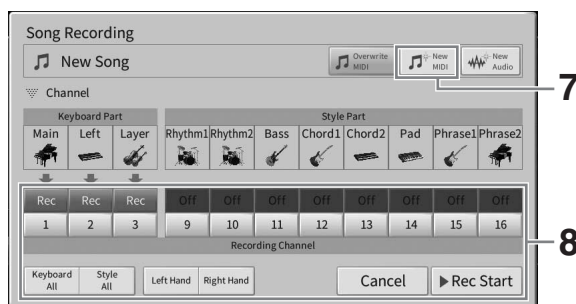 Song Recording
New Song
Overwrite
MIDI
New
MIDI
New
Audio
7
Channel
Keyboard Part
Style Part
Main Left Layer Rhythm1 Rhythm2 Bass Chord1 Chord2 Pad Phrase1 Phrase2
Rec Rec Rec Off Off Off Off Off Off Off Off
1 2 3 9 10 11 12 13 14 15 16
8
Recording Channel
Keyboard
All
Style
All
Left Hand Right Hand
Cancel ▶Rec Start